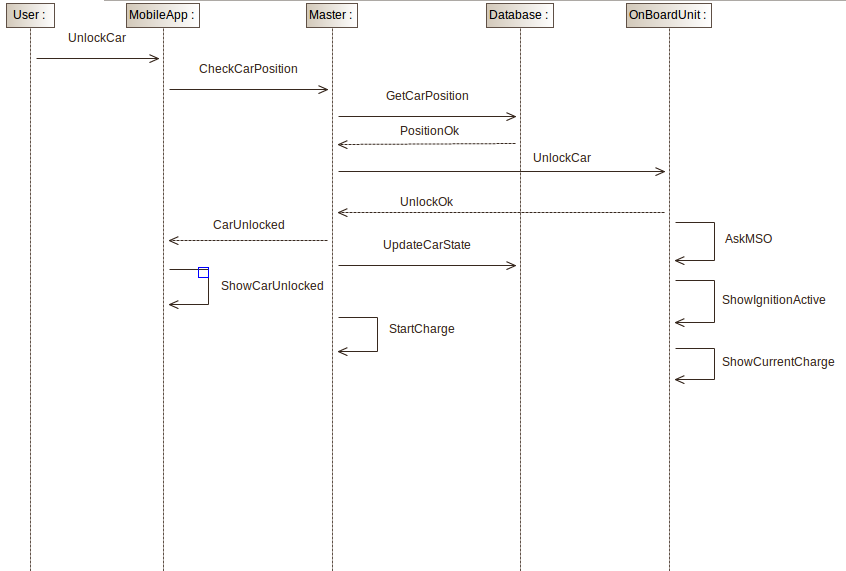 User :
MobileApp :
Master :
Database :
OnBoardUnit :
UnlockCar
CheckCarPosition
GetCarPosition
PositionOk
UnlockCar
UnlockOk
CarUnlocked
AskMSO
UpdateCarState
ShowCarUnlocked
ShowIgnitionActive
StartCharge
ShowCurrentCharge